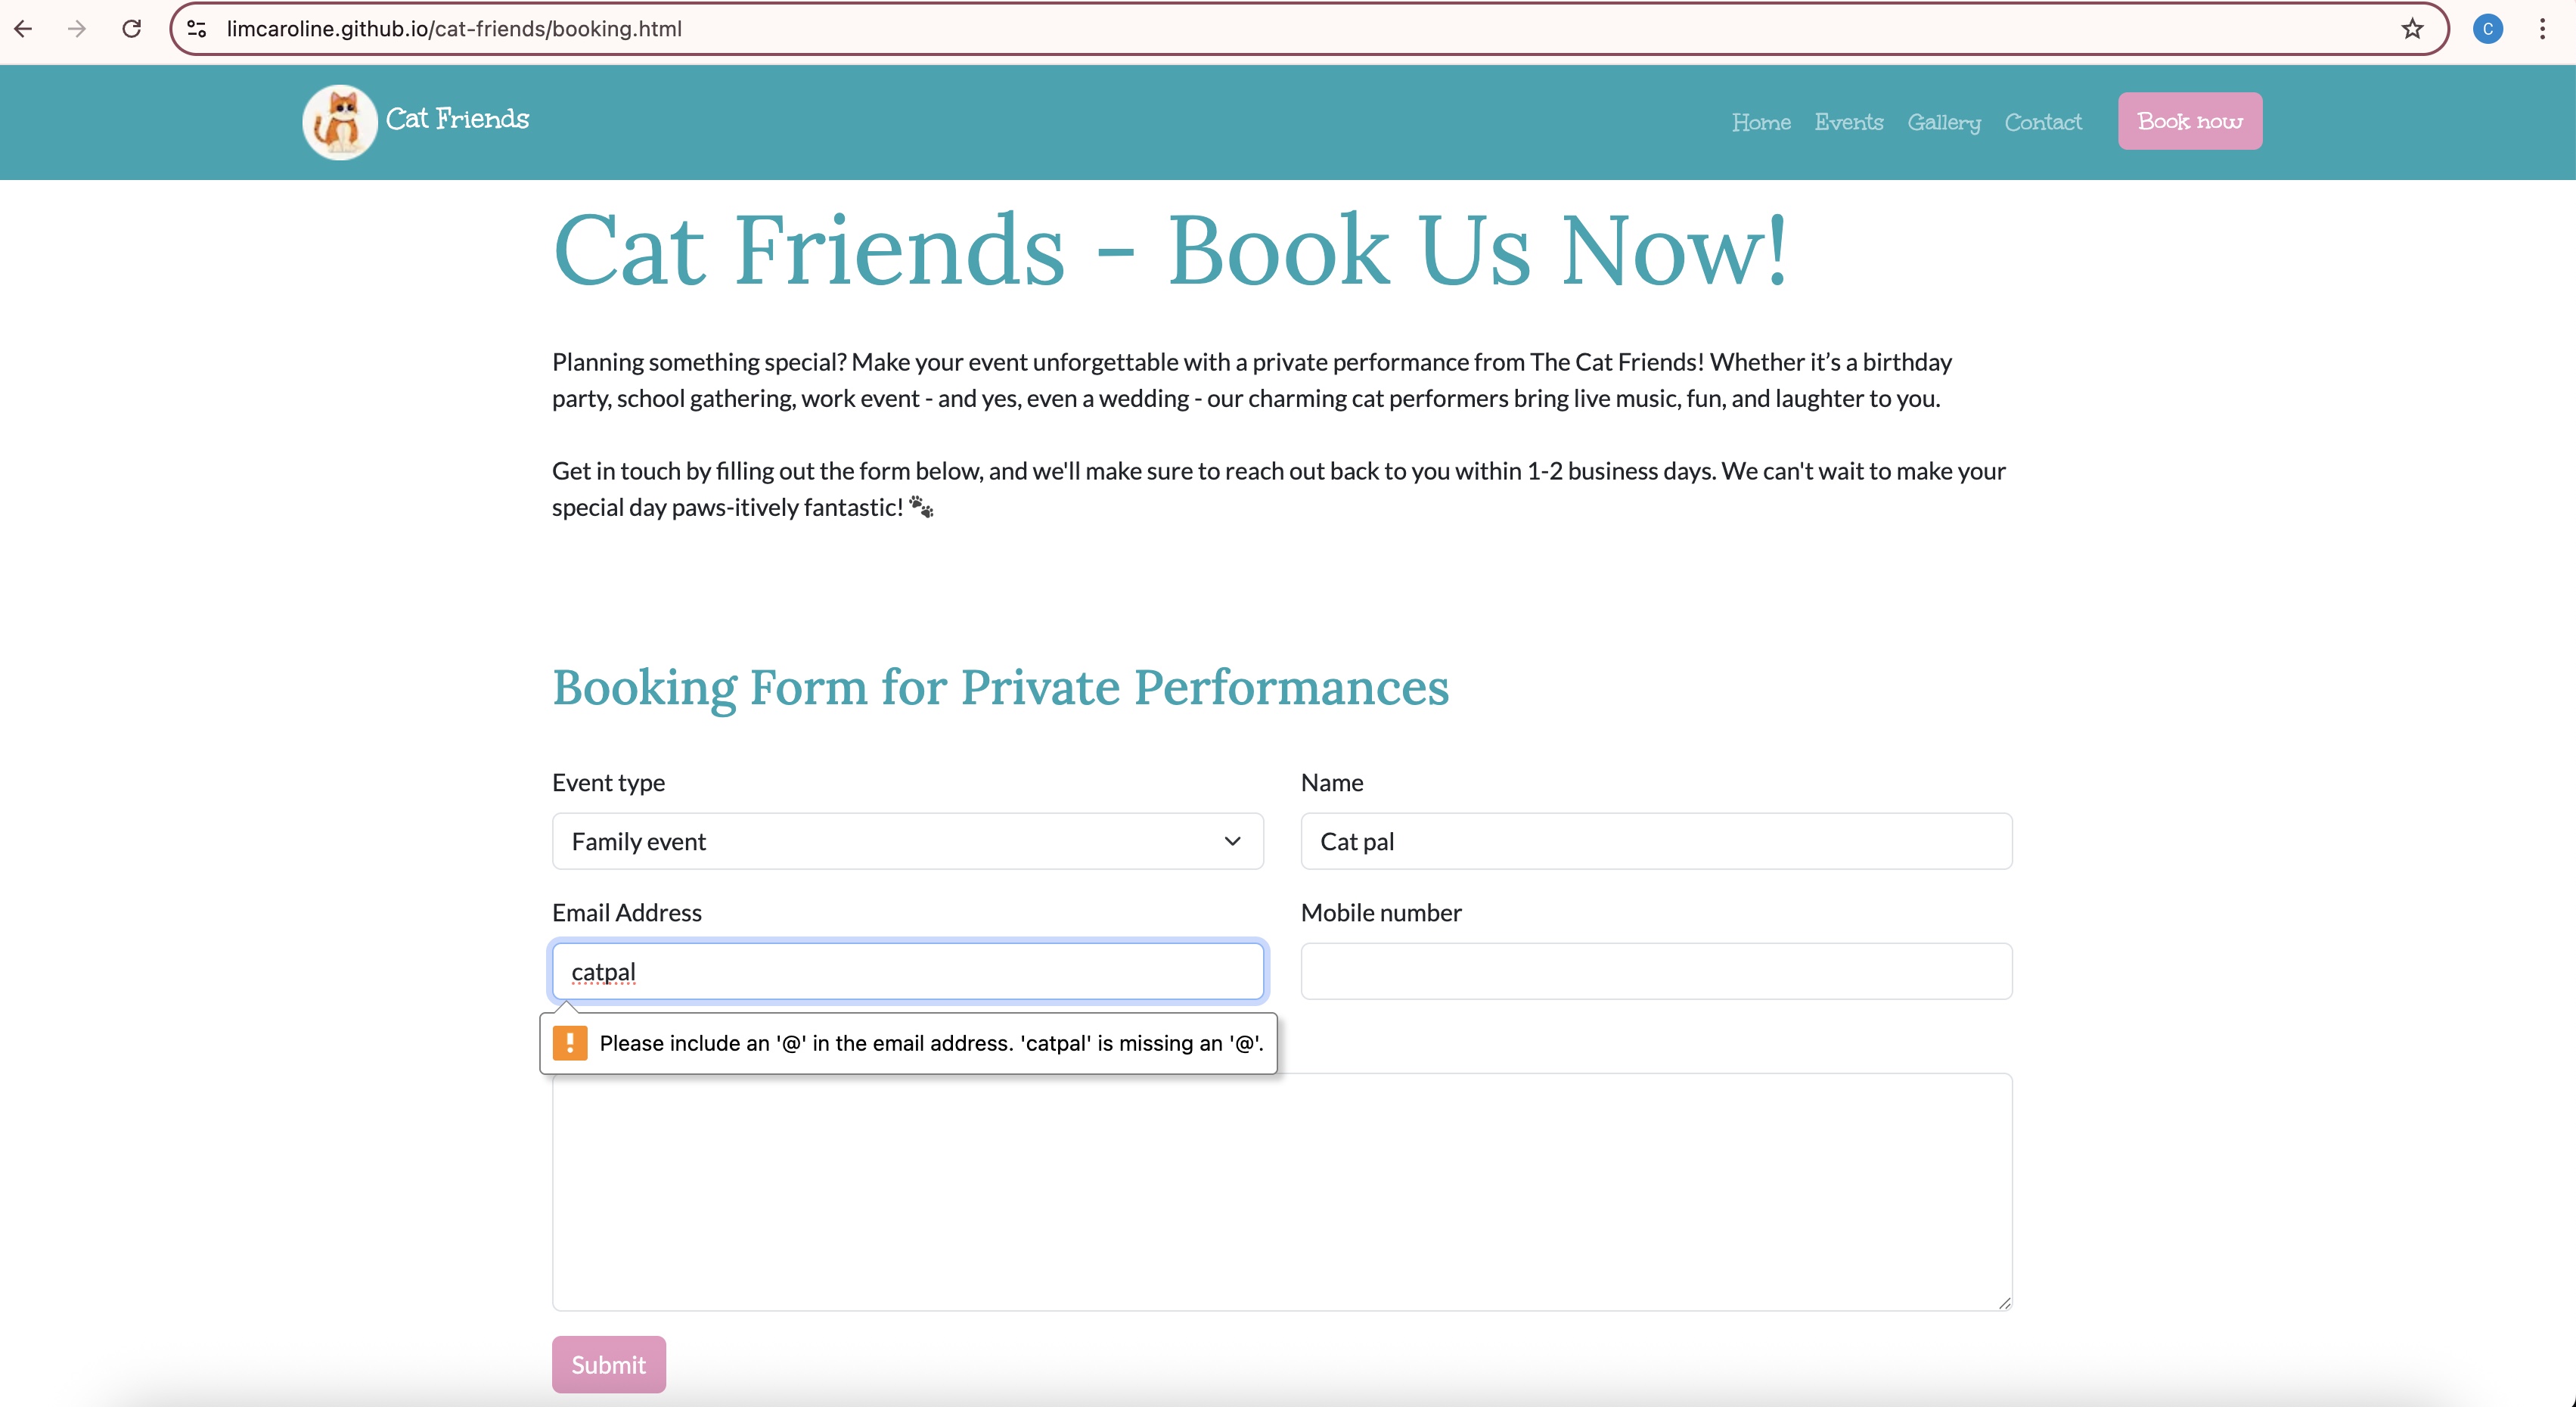 limcaroline.github.io/cat-friends/booking.html
C
Cat Friends
Home Events Gallery Contact Book now
Cat Friends - Book Us Now!
Planning something special? Make your event unforgettable with a private performance from The Cat Friends! Whether it’s a birthday
party, school gathering, work event - and yes, even a wedding - our charming cat performers bring live music, fun, and laughter to you.
Get in touch by filling out the form below, and we'll make sure to reach out back to you within 1-2 business days. We can't wait to make your
special day paws-itively fantastic! 🐾
Booking Form for Private Performances
Event type
Name
Family event
Cat pal
Email Address
Mobile number
catpal
Please include an '@' in the email address. 'catpal' is missing an '@'.
Submit